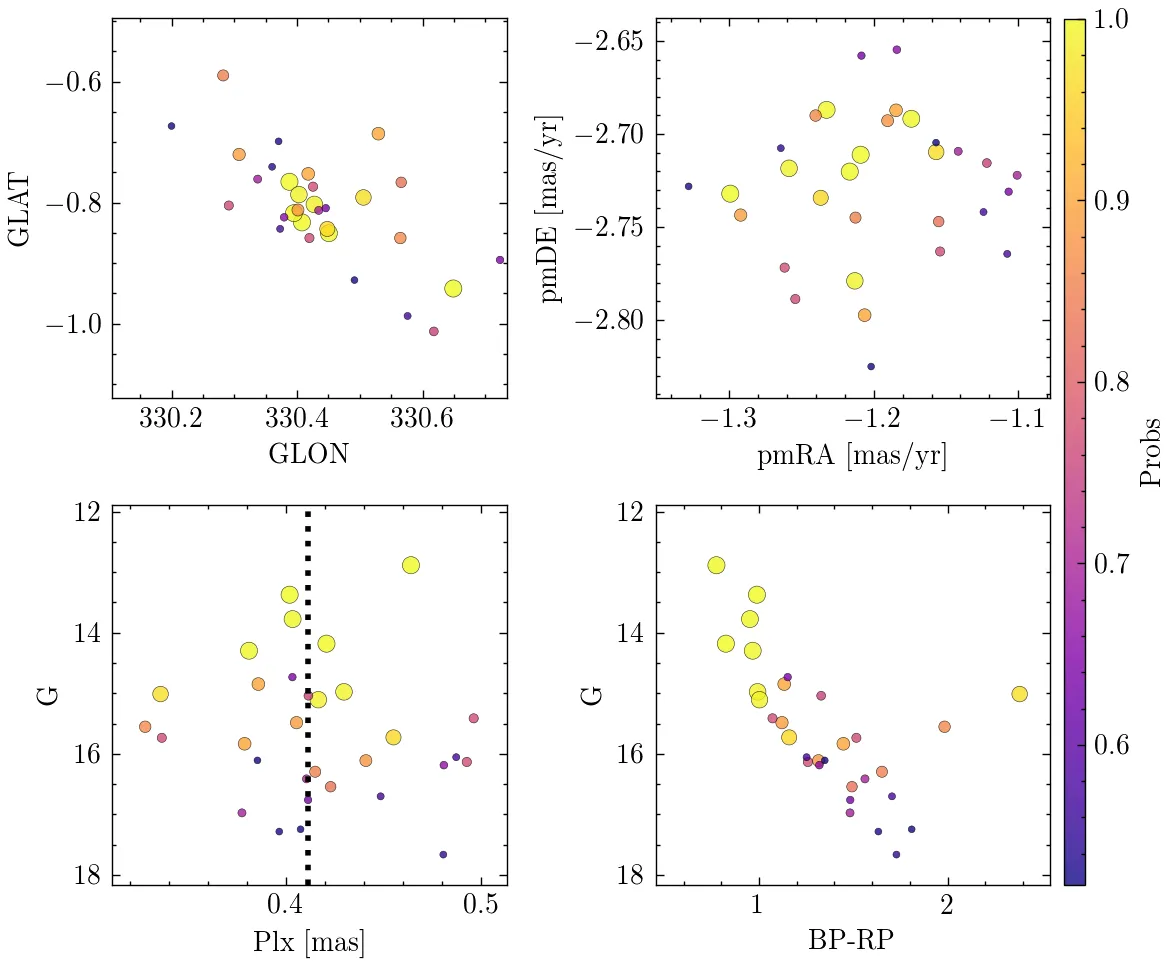 −0.6
−0.8
−1.0
GLAT
330.2 330.4 330.6
GLON
−2.65
−2.70
−2.75
−2.80
pmDE [mas/yr]
−1.3 −1.2 −1.1
pmRA [mas/yr]
1.0
0.9
0.8
0.7
0.6
Probs
12
14
16
18
G
0.4 0.5
Plx [mas]
12
14
16
18
G
1 2
BP-RP